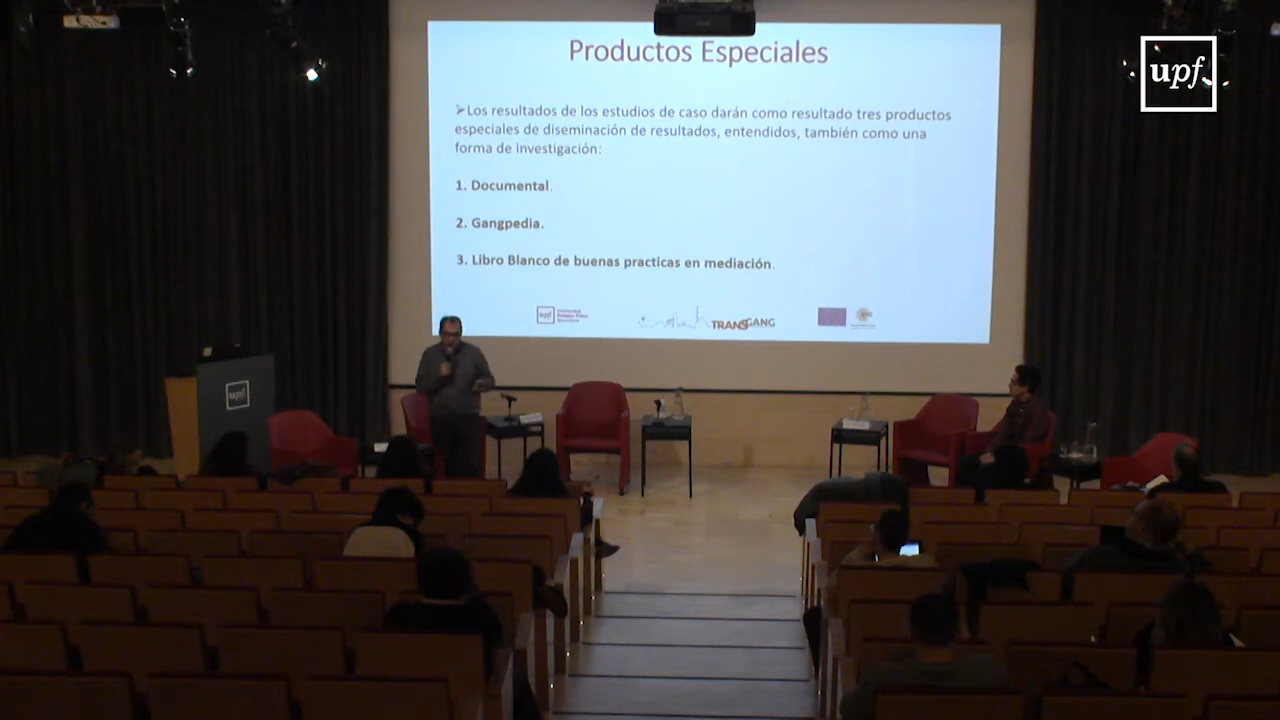 Productos Especiales
upf.
➢Los resultados de los estudios de caso darán como resultado tres productos
especiales de diseminación de resultados, entendidos, también como una
forma de investigación:
1. Documental.
2. Gangpedia.
3. Libro Blanco de buenas practicas en mediación.
upf.
TRANSGANG
upf.